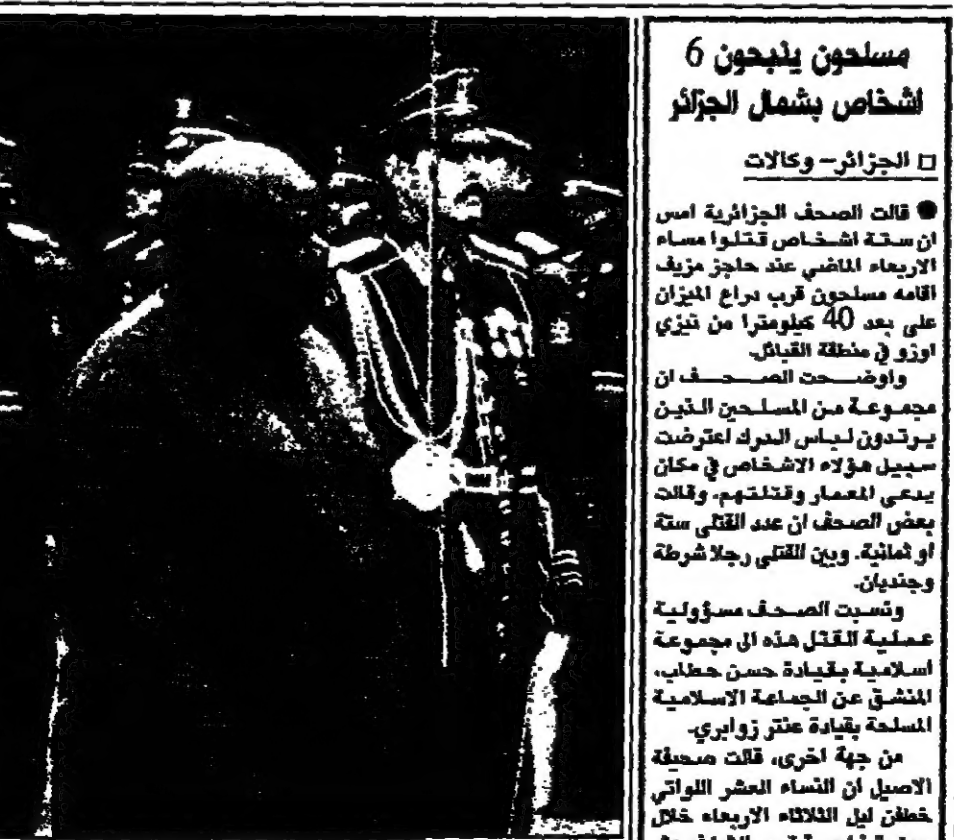 مسلحون يذبحون 6
اشخاص بشمال الجزائر
□ الجزائر- وكالات
● قالت الصحف الجزائرية امس
ان ستة اشخاص قتلوا مساء
الاربعاء الماضي عند حاجز مزيف
اقامه مسلحون قرب دراع الميزان
على بعد 40 كيلومترا من تيزي
اوزو في منطقة القبائل.
واوضحت الصحف ان
مجموعة من المسلحين الذين
يرتدون لباس الدرك اعترضت
سبيل هؤلاء الاشخاص في مكان
يدعى المعمار وقتلتهم. وقالت
بعض الصحف ان عدد القتلى ستة
او ثمانية. وبين القتلى رجلا شرطة
وجنديان.
ونسبت الصحف مسؤولية
عملية القتل هذه الى مجموعة
اسلامية بقيادة حسن حطاب،
المنشق عن الجماعة الاسلامية
المسلحة بقيادة عنتر زوابري.
من جهة اخرى، قالت صحيفة
الاصيل ان النساء العشر اللواتي
خطفن ليل الثلاثاء الاربعاء خلال